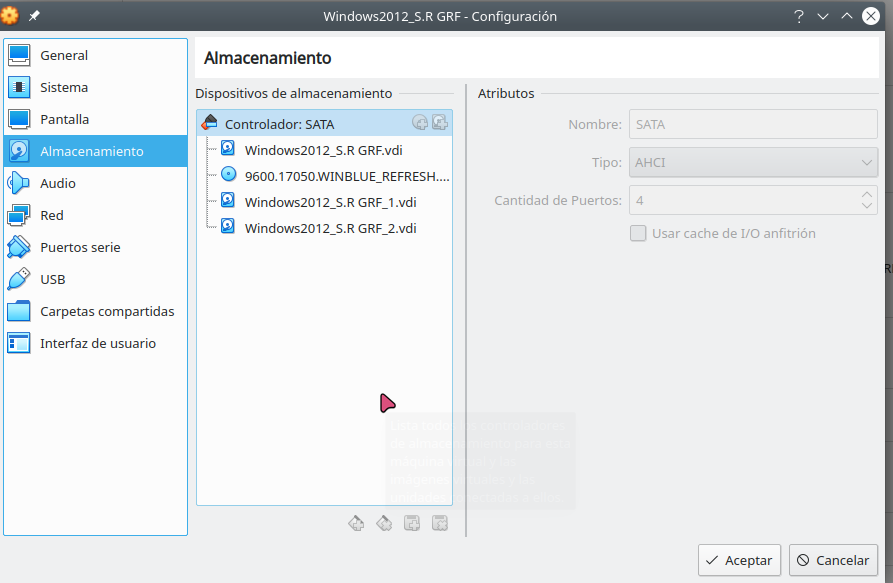 Windows2012_S.R GRF - Configuración
General
Sistema
Pantalla
Almacenamiento
Audio
Red
Puertos serie
USB
Carpetas compartidas
Interfaz de usuario
Almacenamiento
Dispositivos de almacenamiento
Controlador: SATA
Windows2012_S.R GRF.vdi
9600.17050.WINBLUE_REFRESH....
Windows2012_S.R GRF_1.vdi
Windows2012_S.R GRF_2.vdi
Atributos
Nombre: SATA
Tipo: AHCI
Cantidad de Puertos: 4
Usar cache de I/O anfitrión
Aceptar
Cancelar